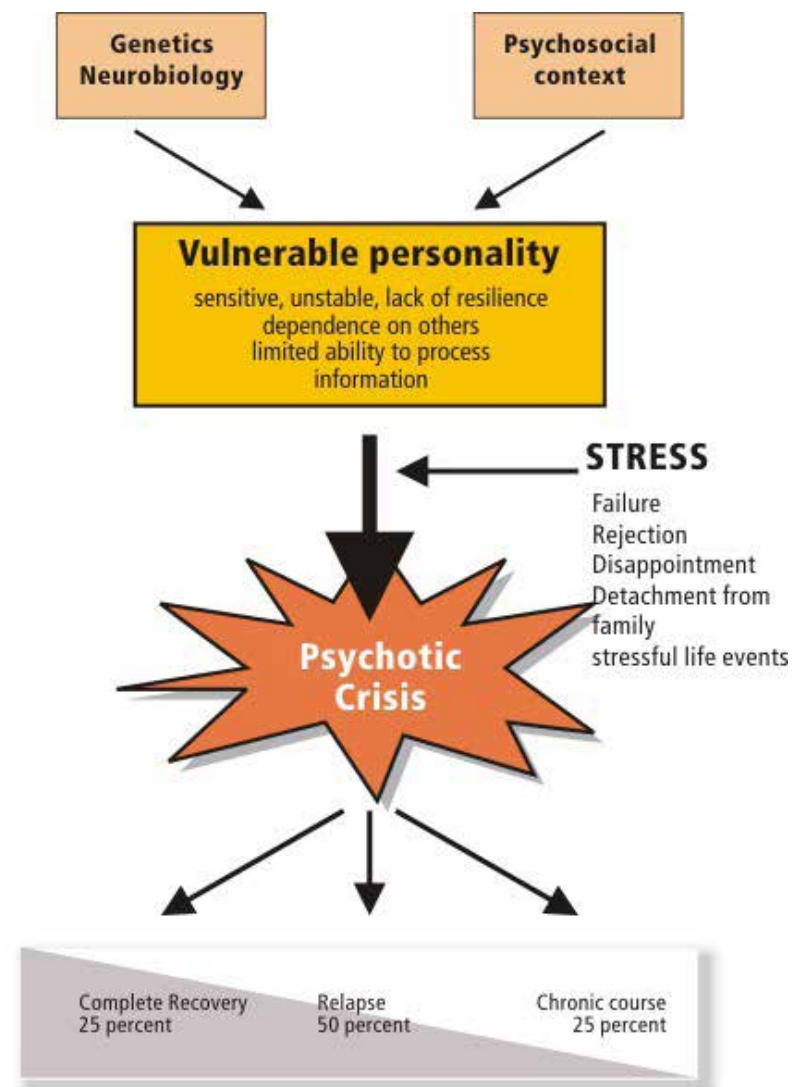 Genetics
Neurobiology
Psychosocial
context
Vulnerable personality
sensitive, unstable, lack of resilience
dependence on others
limited ability to process
information
STRESS
Failure
Rejection
Disappointment
Detachment from
family
stressful life events
Psychotic
Crisis
Complete Recovery
25 percent
Relapse
50 percent
Chronic course
25 percent